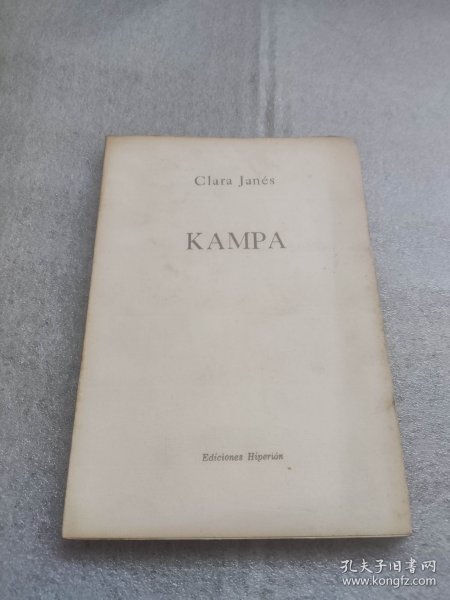 Clara Janés
KAMPA
Ediciones Hiperión
孔夫子旧书网
www.kongfz.com